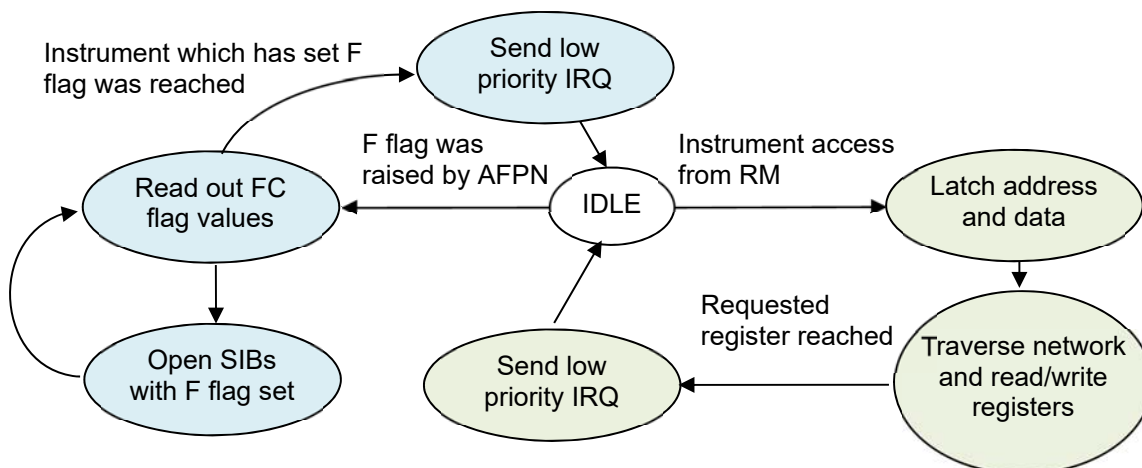 Instrument which has set F
flag was reached
Send low
priority IRQ
F flag was
raised by AFPN
Instrument access
from RM
Read out FC
flag values
IDLE
Latch address
and data
Open SIBs
with F flag set
Send low
priority IRQ
Requested
register reached
Traverse network
and read/write
registers